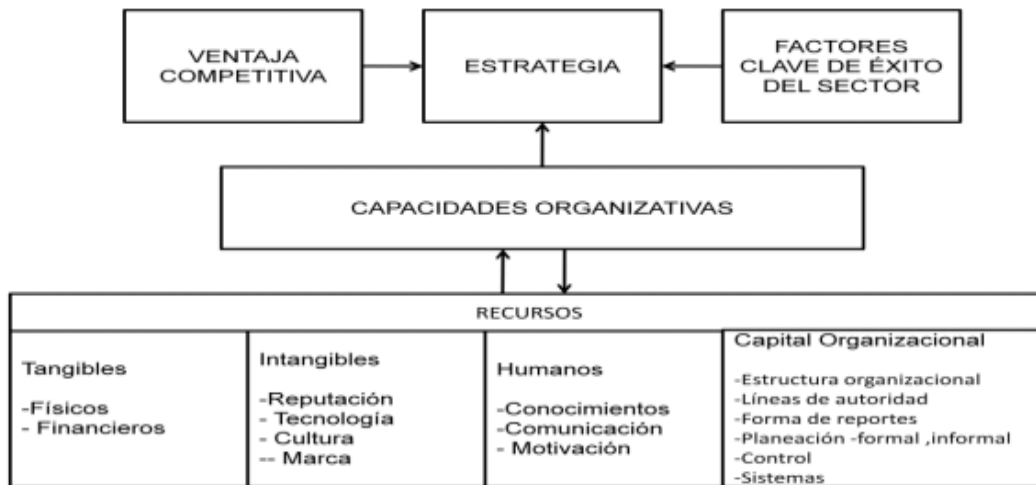 VENTAJA
COMPETITIVA
ESTRATEGIA
FACTORES
CLAVE DE ÉXITO
DEL SECTOR
CAPACIDADES ORGANIZATIVAS
RECURSOS
Tangibles
-Físicos
- Financieros
Intangibles
-Reputación
- Tecnología
- Cultura
-- Marca
Humanos
-Conocimientos
-Comunicación
- Motivación
Capital Organizacional
-Estructura organizacional
-Líneas de autoridad
-Forma de reportes
-Planeación -formal ,informal
-Control
-Sistemas